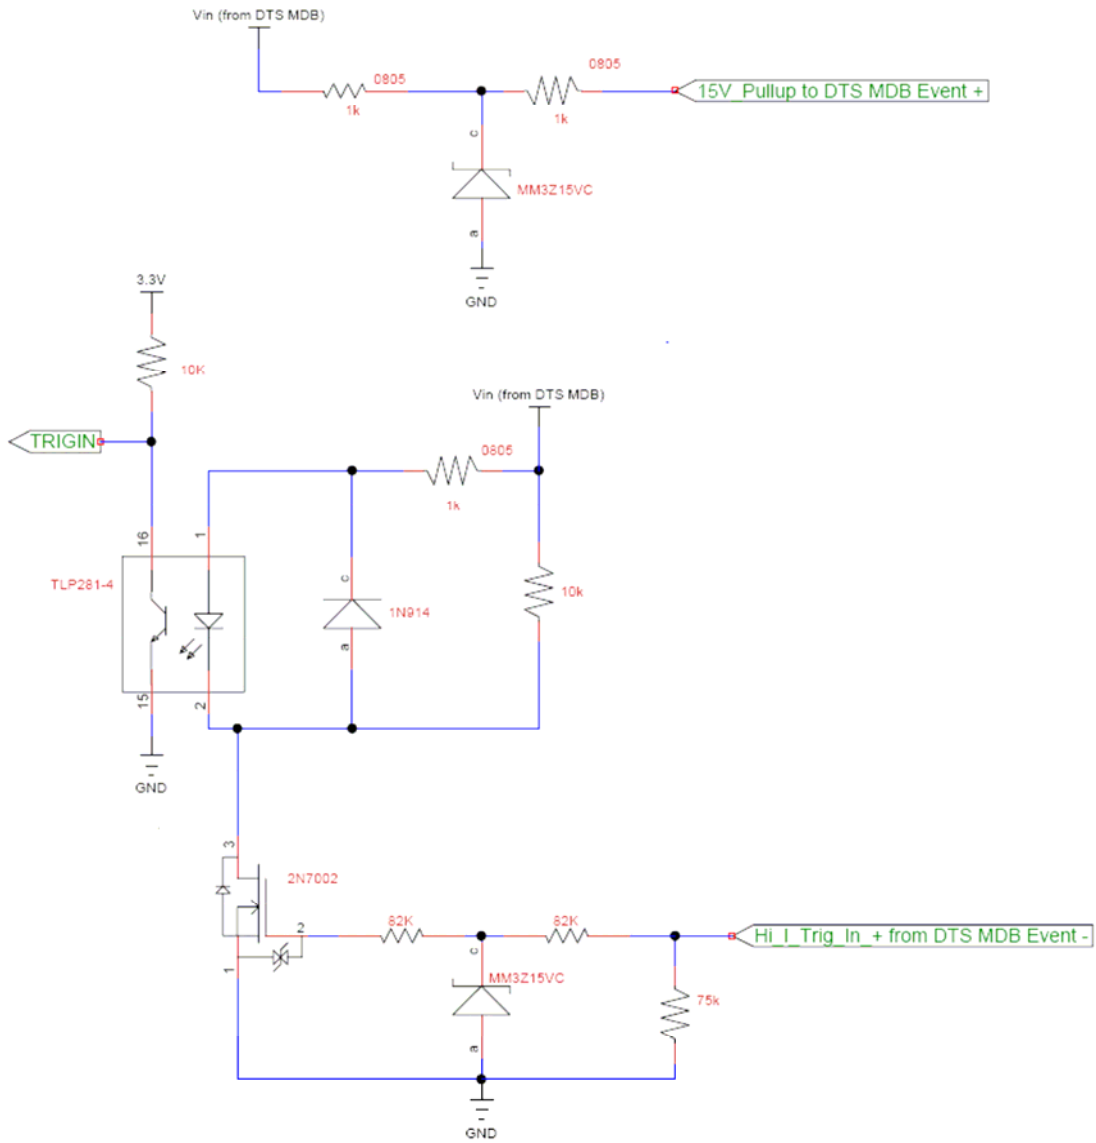 Vin (from DTS MDB)
0805
0805
1k
1k
15V_Pullup to DTS MDB Event +
c
MM3Z15VC
a
GND
3.3V
10K
TRIGIN
Vin (from DTS MDB)
0805
1k
16
1
TLP281-4
c
1N914
10k
a
15
2
GND
3
2N7002
2
1
82K
82K
Hi_I_Trig_In_+ from DTS MDB Event -
c
MM3Z15VC
75k
a
GND